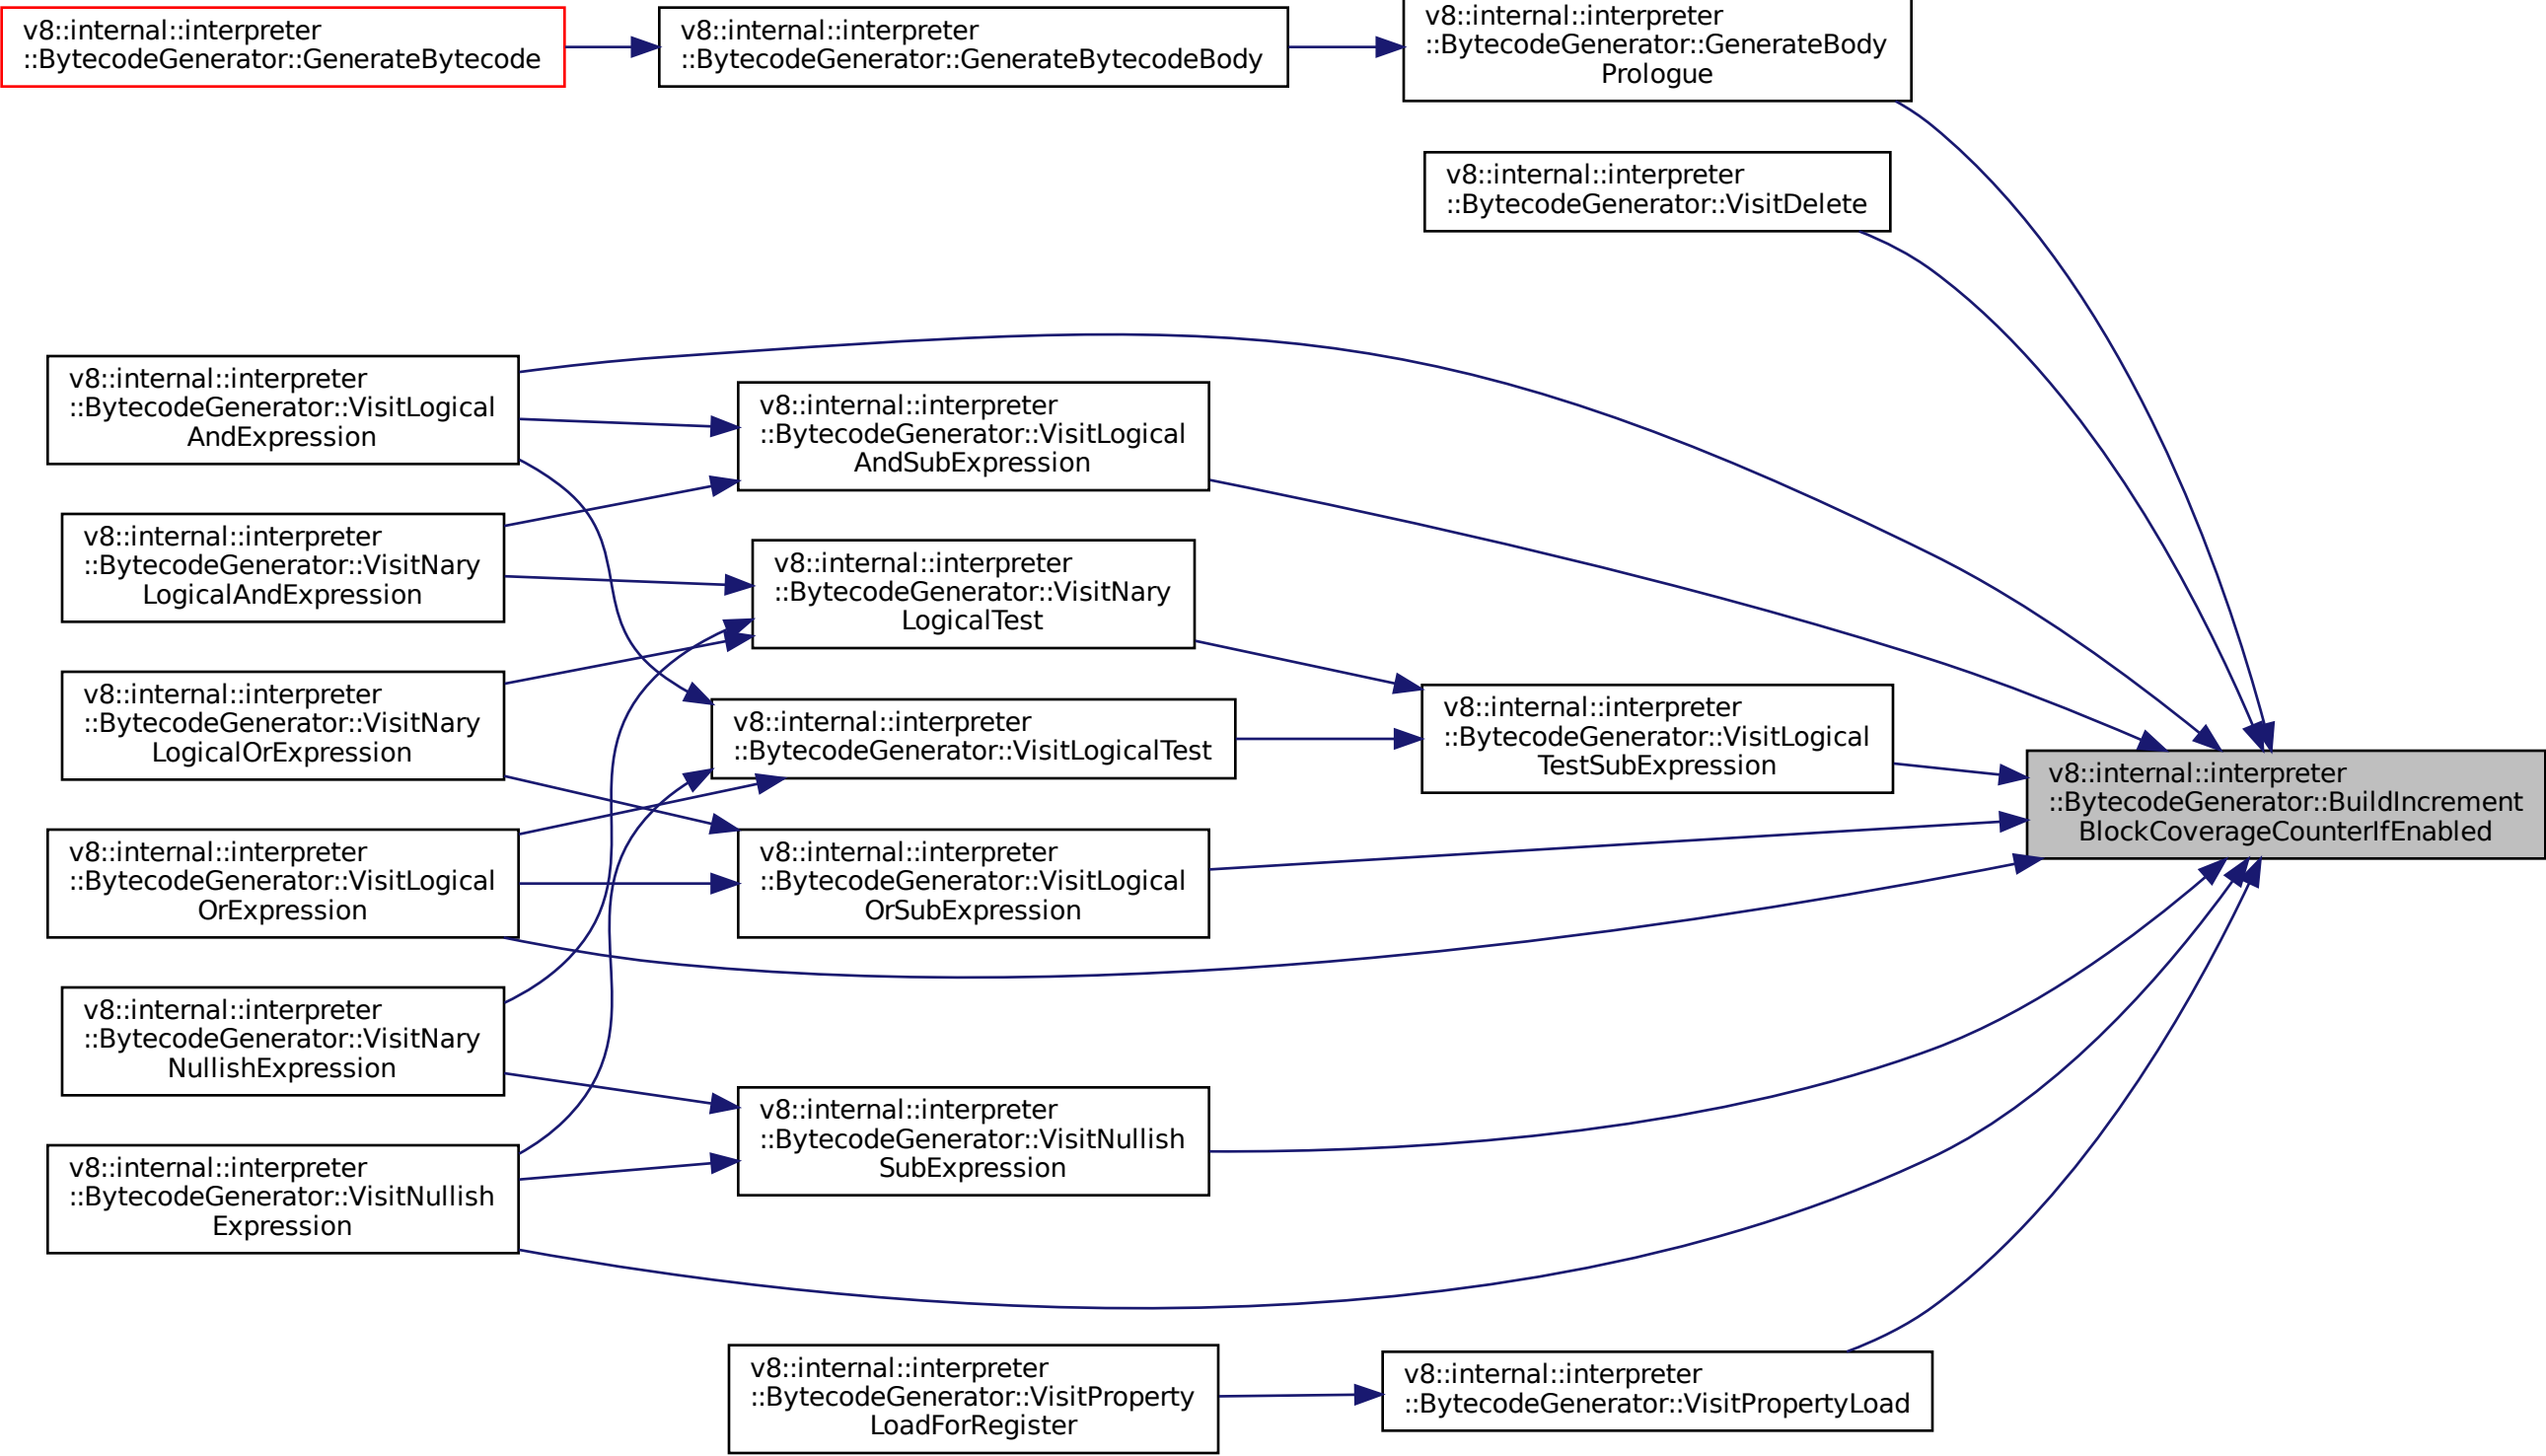 v8::internal::interpreter
::BytecodeGenerator::GenerateBytecode
v8::internal::interpreter
::BytecodeGenerator::GenerateBytecodeBody
v8::internal::interpreter
::BytecodeGenerator::GenerateBody
Prologue
v8::internal::interpreter
::BytecodeGenerator::VisitDelete
v8::internal::interpreter
::BytecodeGenerator::VisitLogical
AndExpression
v8::internal::interpreter
::BytecodeGenerator::VisitLogical
AndSubExpression
v8::internal::interpreter
::BytecodeGenerator::VisitNary
LogicalAndExpression
v8::internal::interpreter
::BytecodeGenerator::VisitNary
LogicalTest
v8::internal::interpreter
::BytecodeGenerator::VisitNary
LogicalOrExpression
v8::internal::interpreter
::BytecodeGenerator::VisitLogicalTest
v8::internal::interpreter
::BytecodeGenerator::VisitLogical
TestSubExpression
v8::internal::interpreter
::BytecodeGenerator::BuildIncrement
BlockCoverageCounterIfEnabled
v8::internal::interpreter
::BytecodeGenerator::VisitLogical
OrExpression
v8::internal::interpreter
::BytecodeGenerator::VisitLogical
OrSubExpression
v8::internal::interpreter
::BytecodeGenerator::VisitNary
NullishExpression
v8::internal::interpreter
::BytecodeGenerator::VisitNullish
SubExpression
v8::internal::interpreter
::BytecodeGenerator::VisitNullish
Expression
v8::internal::interpreter
::BytecodeGenerator::VisitProperty
LoadForRegister
v8::internal::interpreter
::BytecodeGenerator::VisitPropertyLoad